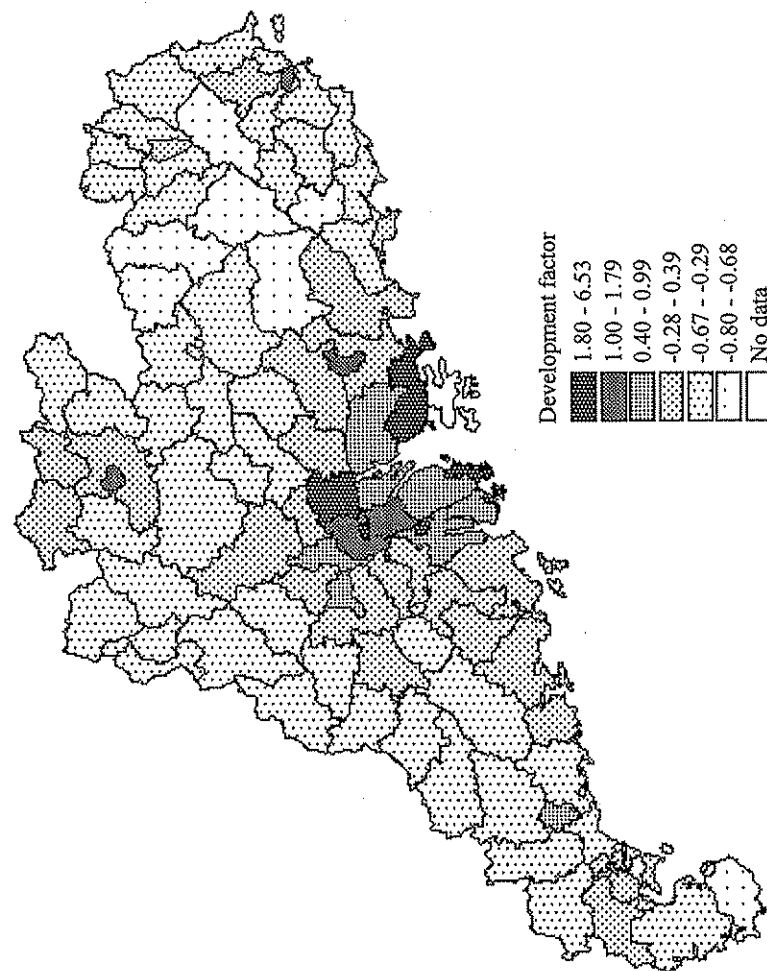 Development factor
1.80 - 6.53
1.00 - 1.79
0.40 - 0.99
-0.28 - 0.39
-0.67 - -0.29
-0.80 - -0.68
No data